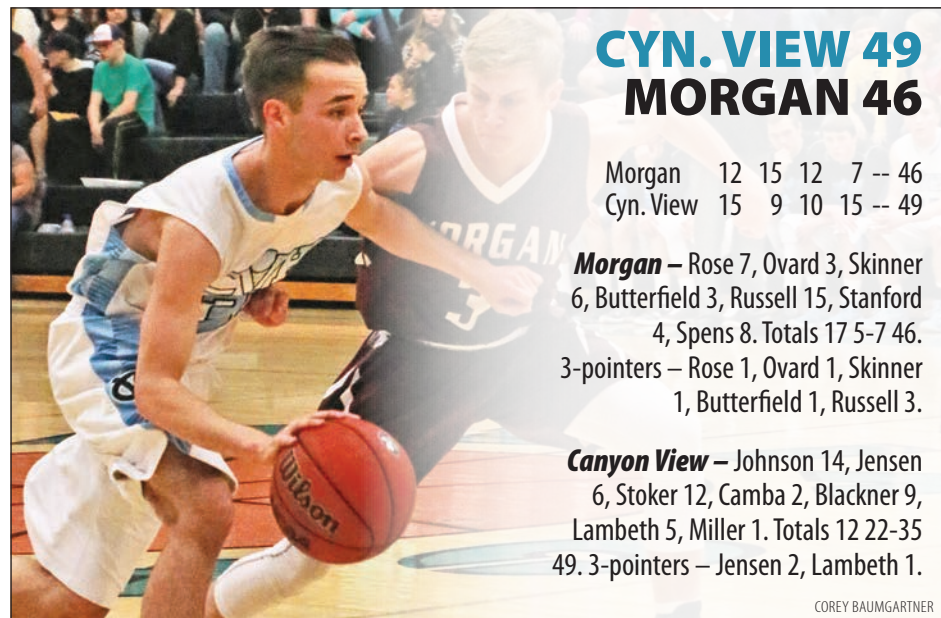 CYN. VIEW 49
MORGAN 46
Morgan 12 15 12 7 -- 46
Cyn. View 15 9 10 15 -- 49
Morgan – Rose 7, Ovard 3, Skinner
6, Butterfield 3, Russell 15, Stanford
4, Spens 8. Totals 17 5-7 46.
3-pointers – Rose 1, Ovard 1, Skinner
1, Butterfield 1, Russell 3.
Canyon View – Johnson 14, Jensen
6, Stoker 12, Camba 2, Blackner 9,
Lambeth 5, Miller 1. Totals 12 22-35
49. 3-pointers – Jensen 2, Lambeth 1.
COREY BAUMGARTNER
MORGAN
3
Wilson